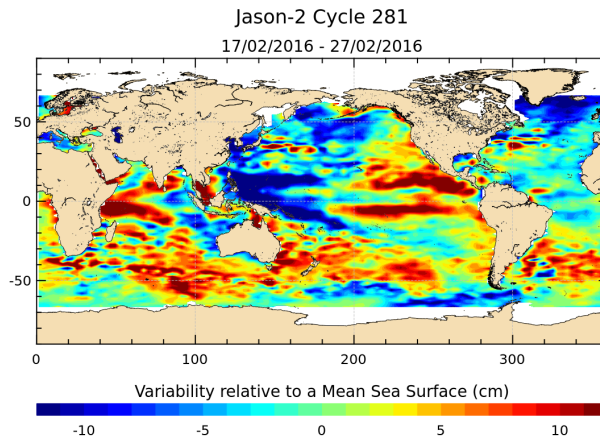 Jason-2 Cycle 281
17/02/2016 - 27/02/2016
50
0
-50
0 100 200 300
Variability relative to a Mean Sea Surface (cm)
-10 -5 0 5 10